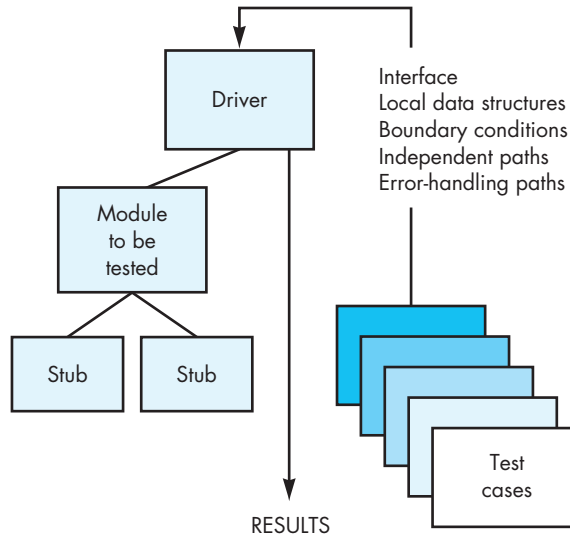 Driver
Interface
Local data structures
Boundary conditions
Independent paths
Error-handling paths
Module
to be
tested
Stub
Stub
Test
cases
RESULTS